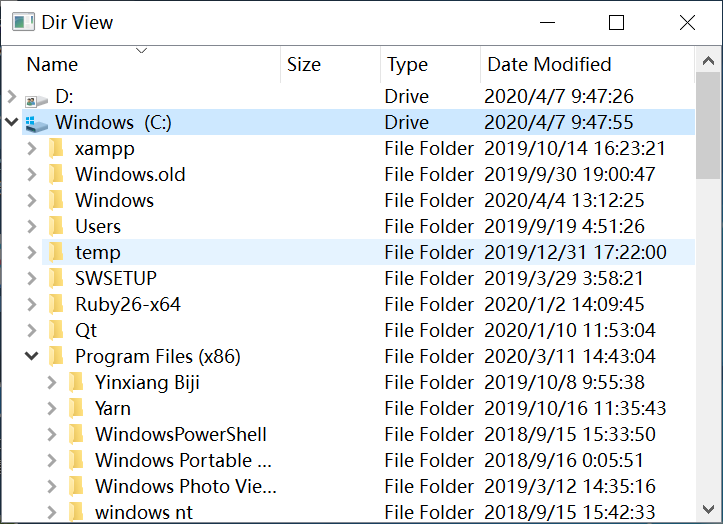 Dir View
Name Size Type Date Modified
D: Drive 2020/4/7 9:47:26
Windows (C:) Drive 2020/4/7 9:47:55
xampp File Folder 2019/10/14 16:23:21
Windows.old File Folder 2019/9/30 19:00:47
Windows File Folder 2020/4/4 13:12:25
Users File Folder 2019/9/19 4:51:26
temp File Folder 2019/12/31 17:22:00
SWSETUP File Folder 2019/3/29 3:58:21
Ruby26-x64 File Folder 2020/1/2 14:09:45
Qt File Folder 2020/1/10 11:53:04
Program Files (x86) File Folder 2020/3/11 14:43:04
Yinxiang Biji File Folder 2019/10/8 9:55:38
Yarn File Folder 2019/10/16 11:35:43
WindowsPowerShell File Folder 2018/9/15 15:33:50
Windows Portable ... File Folder 2018/9/16 0:05:51
Windows Photo Vie... File Folder 2019/3/12 14:35:16
windows nt File Folder 2018/9/15 15:42:33